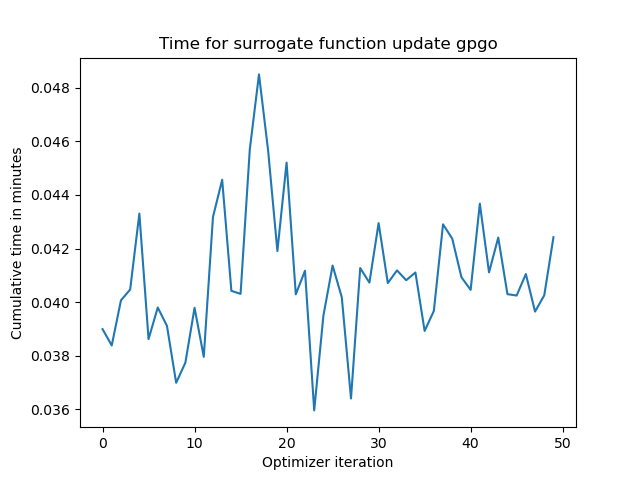 Time for surrogate function update gpgo
Cumulative time in minutes
0.048
0.046
0.044
0.042
0.040
0.038
0.036
0 10 20 30 40 50
Optimizer iteration